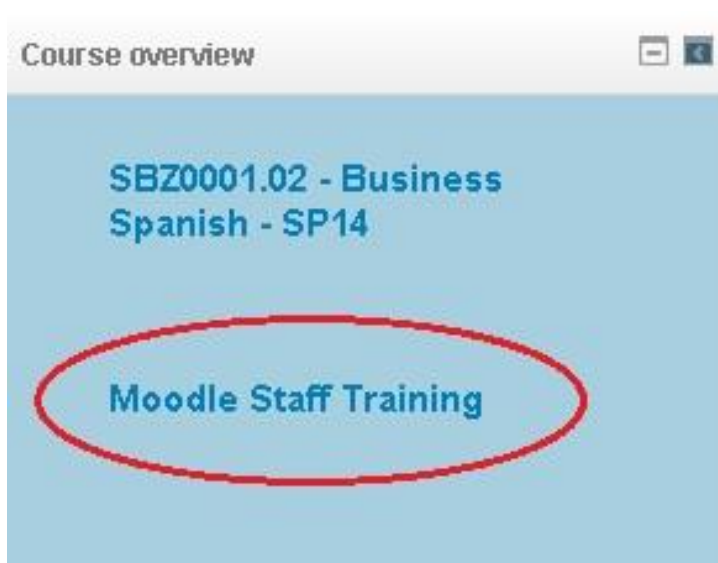 Course overview
SBZ0001.02 - Business
Spanish - SP14
Moodle Staff Training